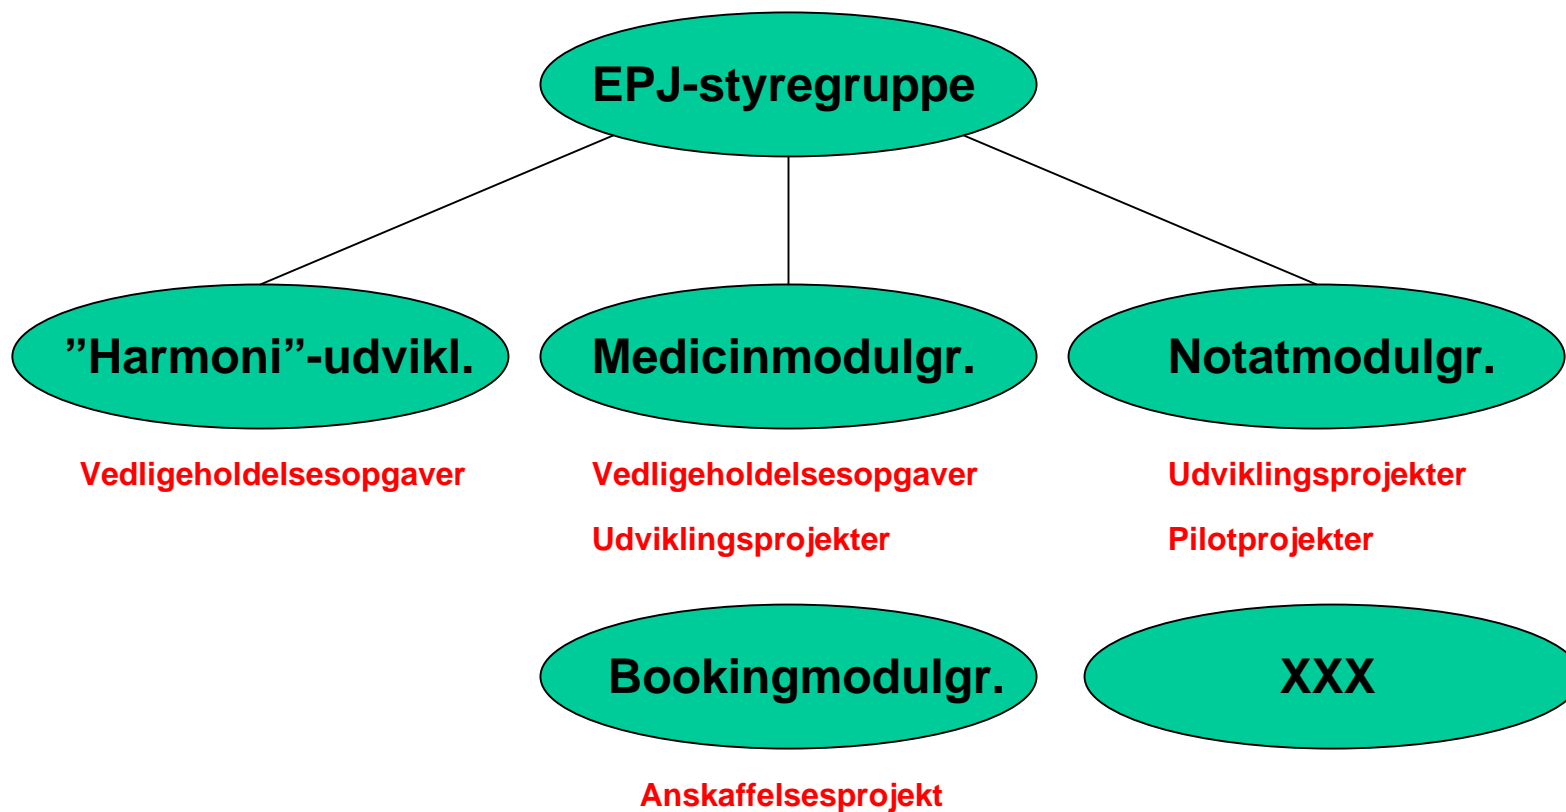 EPJ-styregruppe
”Harmoni”-udvikl.
Medicinmodulgr.
Notatmodulgr.
Vedligeholdelsesopgaver
Vedligeholdelsesopgaver
Udviklingsprojekter
Udviklingsprojekter
Pilotprojekter
Bookingmodulgr.
XXX
Anskaffelsesprojekt